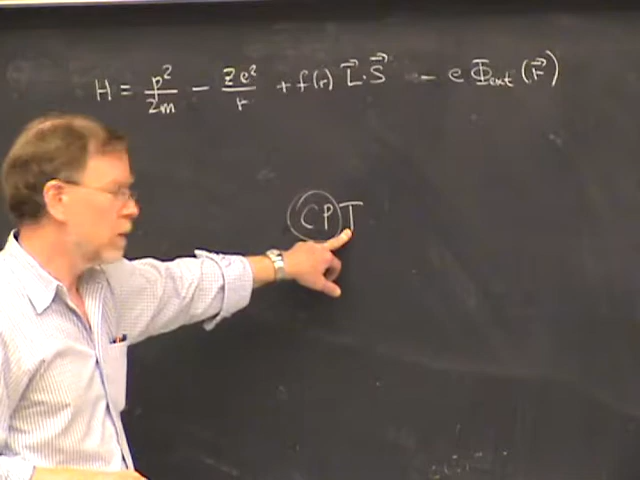 H = p²/2m − Ze²/r + f(r) L⃗·S⃗ − e Φext(r⃗)
CPT